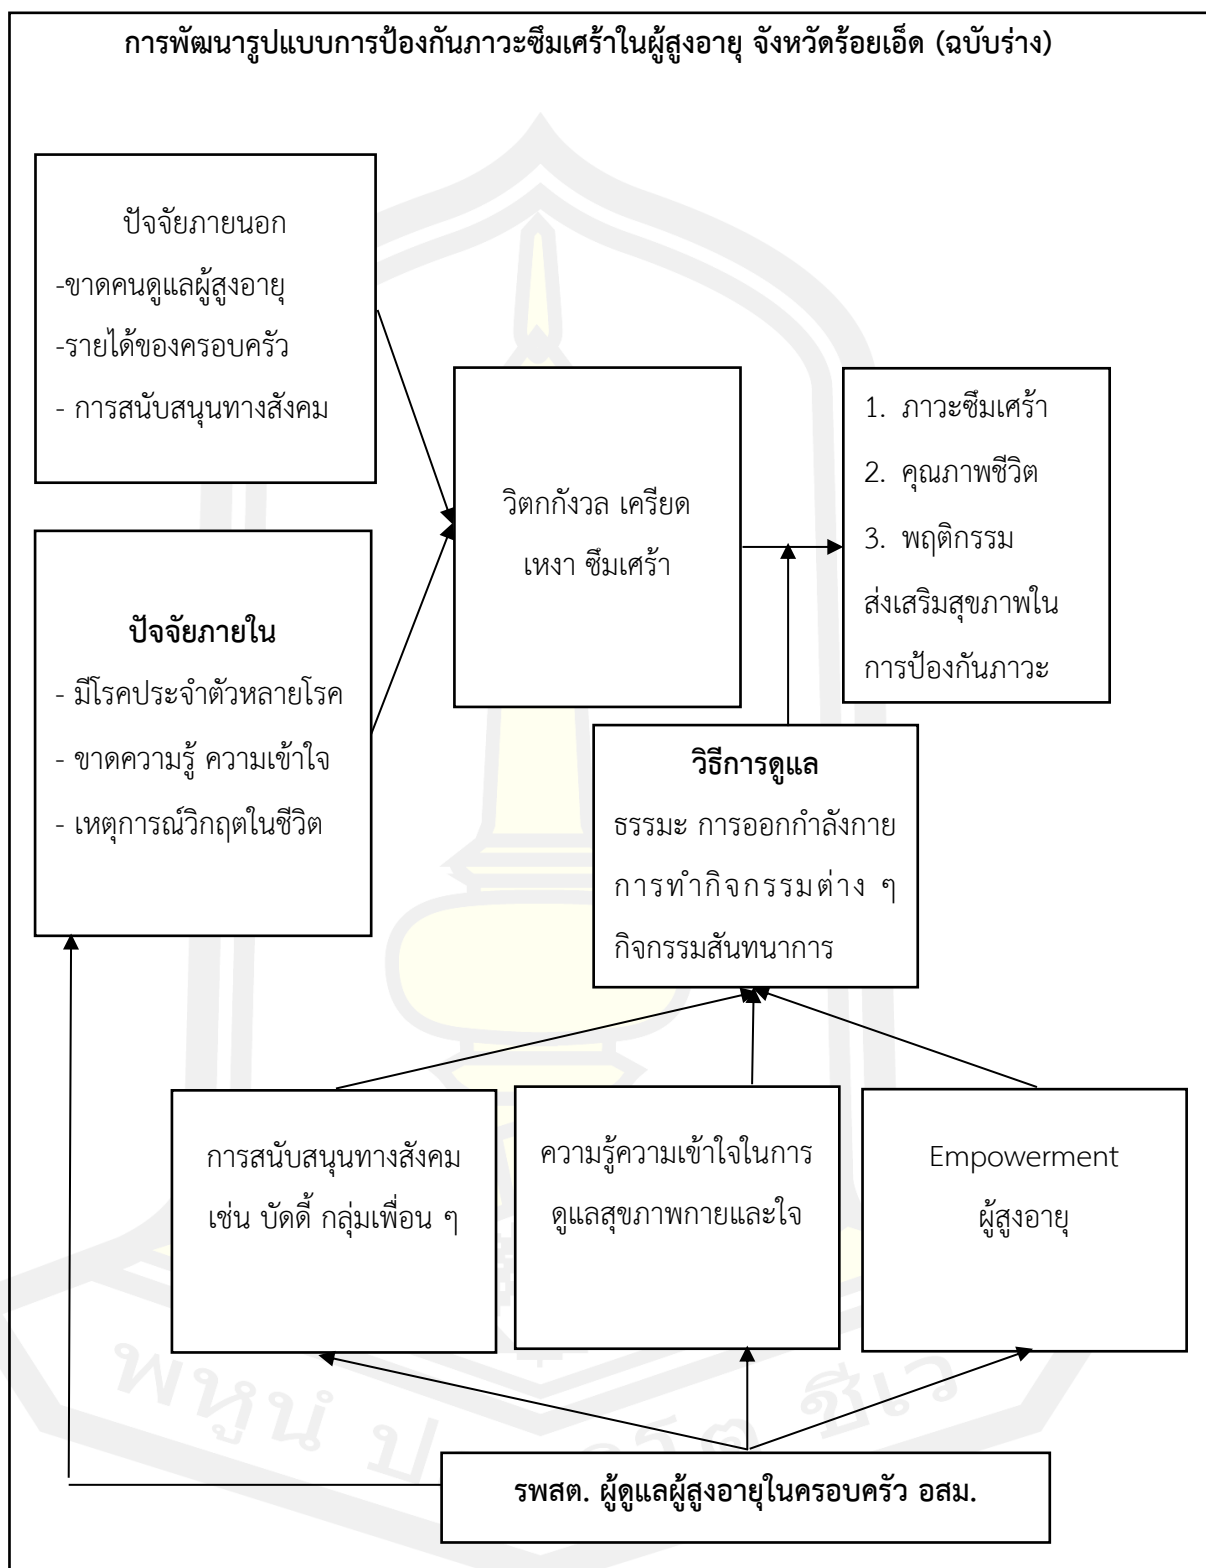 การพัฒนารูปแบบการป้องกันภาวะซึมเศร้าในผู้สูงอายุ จังหวัดร้อยเอ็ด (ฉบับร่าง)
ปัจจัยภายนอก
-ขาดคนดูแลผู้สูงอายุ
-รายได้ของครอบครัว
- การสนับสนุนทางสังคม
ปัจจัยภายใน
- มีโรคประจำตัวหลายโรค
- ขาดความรู้ ความเข้าใจ
- เหตุการณ์วิกฤตในชีวิต
วิตกกังวล เครียด
เหงา ซึมเศร้า
1. ภาวะซึมเศร้า
2. คุณภาพชีวิต
3. พฤติกรรม
ส่งเสริมสุขภาพใน
การป้องกันภาวะ
วิธีการดูแล
ธรรมะ การออกกำลังกาย
การทำกิจกรรมต่าง ๆ
กิจกรรมสันทนาการ
การสนับสนุนทางสังคม
เช่น บัดดี้ กลุ่มเพื่อน ๆ
ความรู้ความเข้าใจในการ
ดูแลสุขภาพกายและใจ
Empowerment
ผู้สูงอายุ
รพสต. ผู้ดูแลผู้สูงอายุในครอบครัว อสม.
พหูนํ ป ชีเว